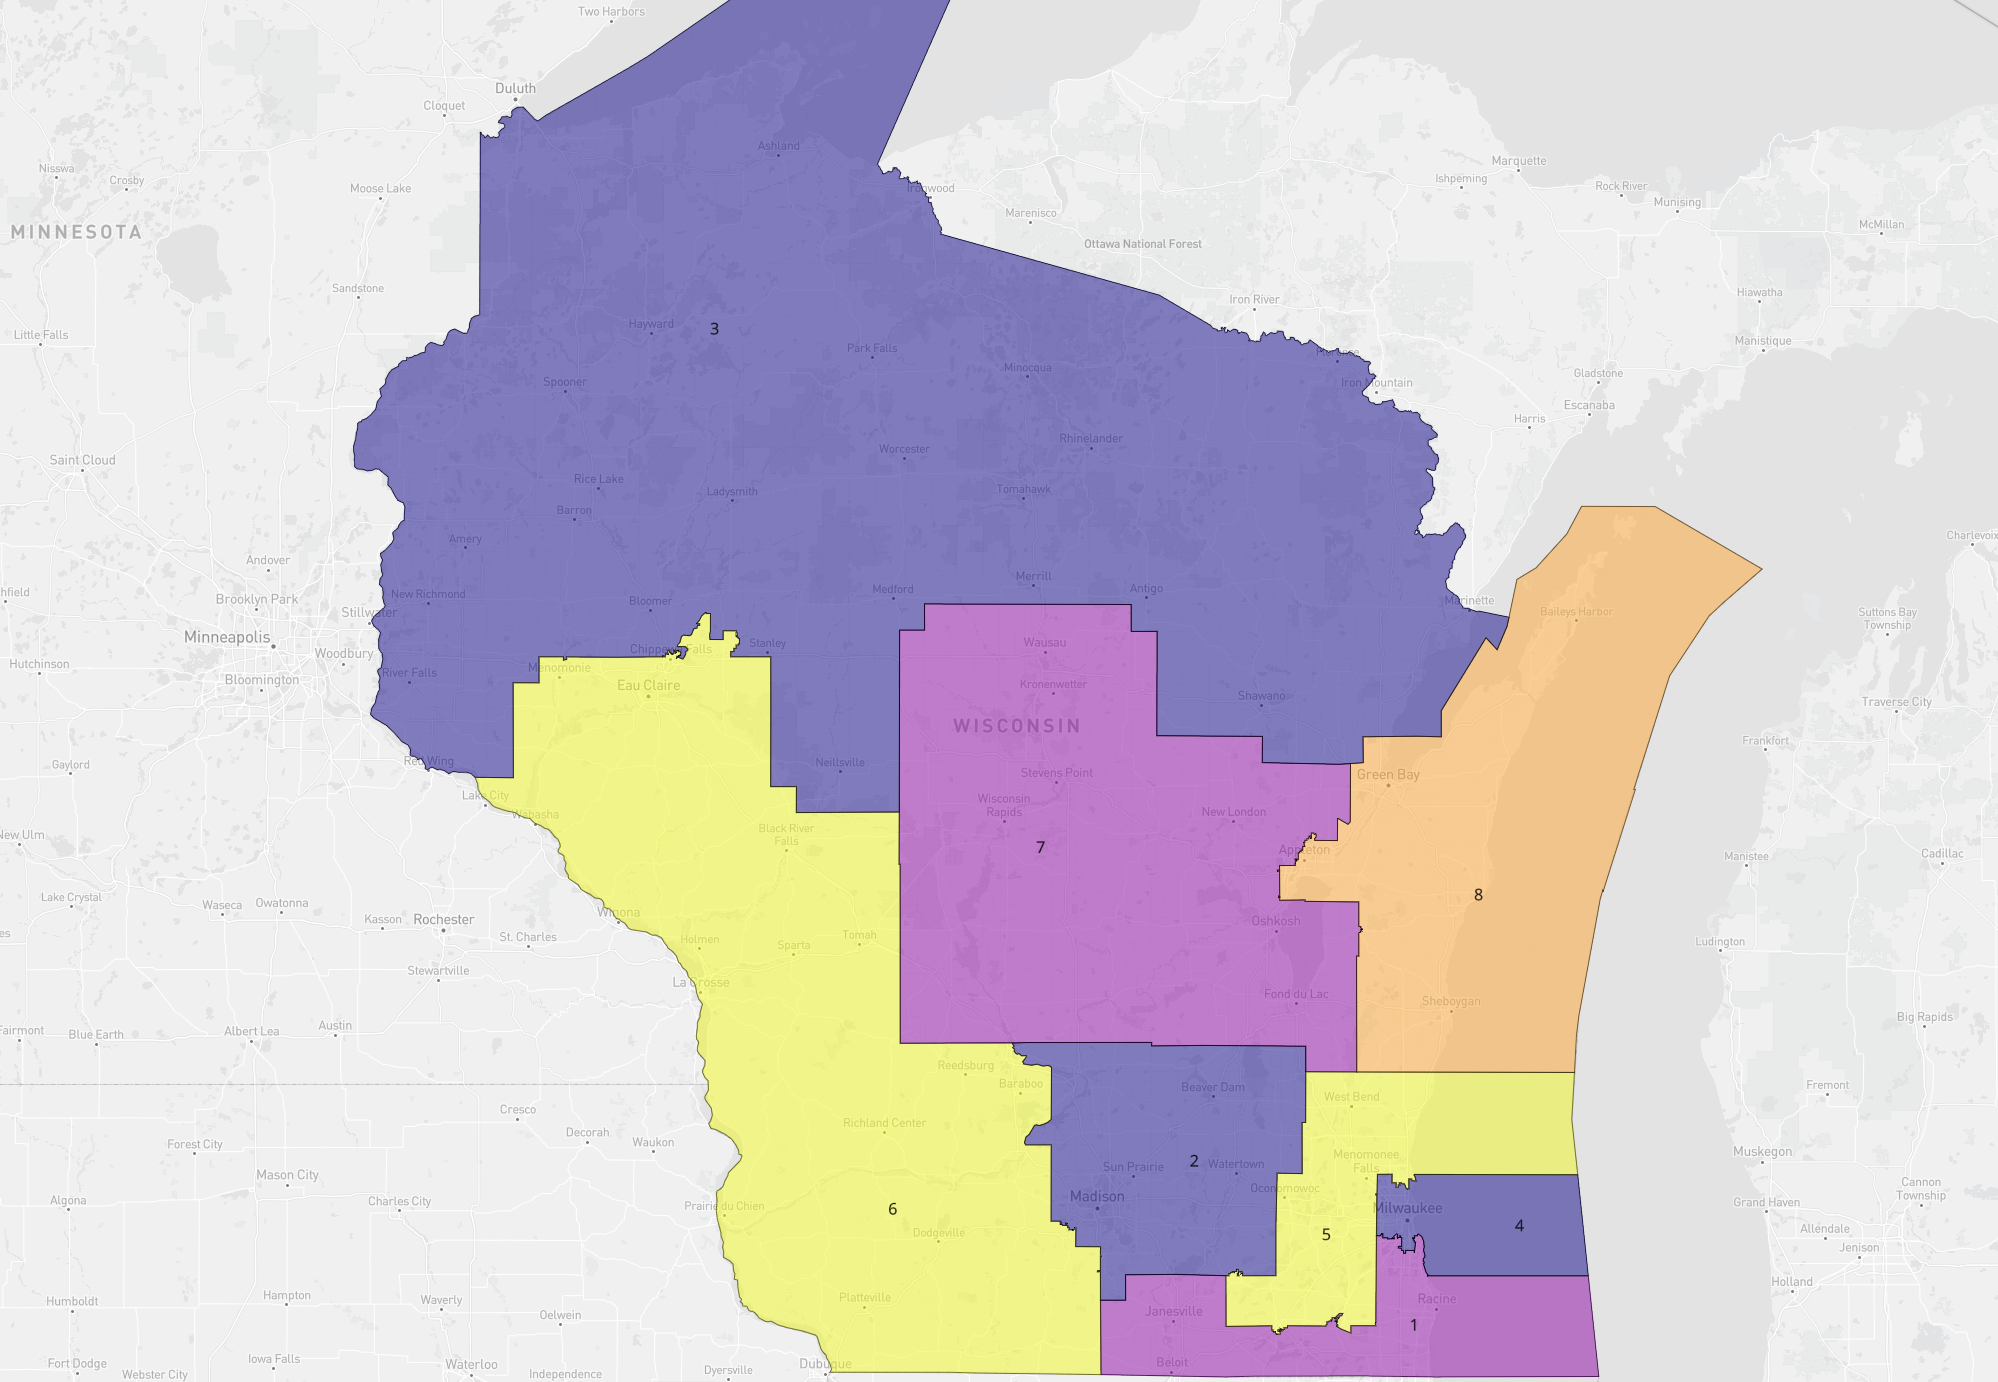 Two Harbors
Duluth
Cloquet
Ashland
Nisswa
Crosby
Moose Lake
Ironwood
Marquette
Ishpeming
Rock River
Munising
Marenisco
McMillan
MINNESOTA
Ottawa National Forest
Sandstone
Hiawatha
Iron River
Hayward
3
Little Falls
Park Falls
Manistique
Minocqua
Gladstone
Spooner
Iron Mountain
Escanaba
Harris
Rhinelander
Worcester
Saint Cloud
Rice Lake
Ladysmith
Tomahawk
Barron
Amery
Charlevoix
Andover
Merrill
Antigo
Medford
New Richmond
hfield
Brooklyn Park
Bloomer
Marinette
Stillwater
Baileys Harbor
Suttons Bay
Township
Minneapolis
Stanley
Wausau
Chippewa Falls
Woodbury
Hutchinson
Menomonie
River Falls
Bloomington
Eau Claire
Kronenwetter
Shawano
Traverse City
WISCONSIN
Frankfort
Red Wing
Neillsville
Gaylord
Stevens Point
Green Bay
Lake City
Wisconsin
Rapids
New London
Wabasha
Black River
Falls
New Ulm
7
Appleton
Manistee
Cadillac
Lake Crystal
Waseca
Owatonna
8
Kasson
Rochester
Winona
Oshkosh
es
St. Charles
Holmen
Sparta
Tomah
Ludington
Stewartville
La Crosse
Fond du Lac
Sheboygan
Fairmont
Blue Earth
Albert Lea
Austin
Big Rapids
Reedsburg
Baraboo
Beaver Dam
West Bend
Fremont
Cresco
Richland Center
Decorah
Waukon
Rafting
Charter
Northern
Menomonee
Falls
Muskegon
2
Watertown
Sun Prairie
Mason City
Oconomowoc
Cannon
Township
Algona
Charles City
Prairie du Chien
Madison
Grand Haven
6
Milwaukee
4
Allendale
Dodgeville
5
Jenison
Holland
Humboldt
Hampton
Waverly
Platteville
Racine
Oelwein
Janesville
1
Fort Dodge
Iowa Falls
Waterloo
Dubuque
Beloit
Webster City
Independence
Dyersville